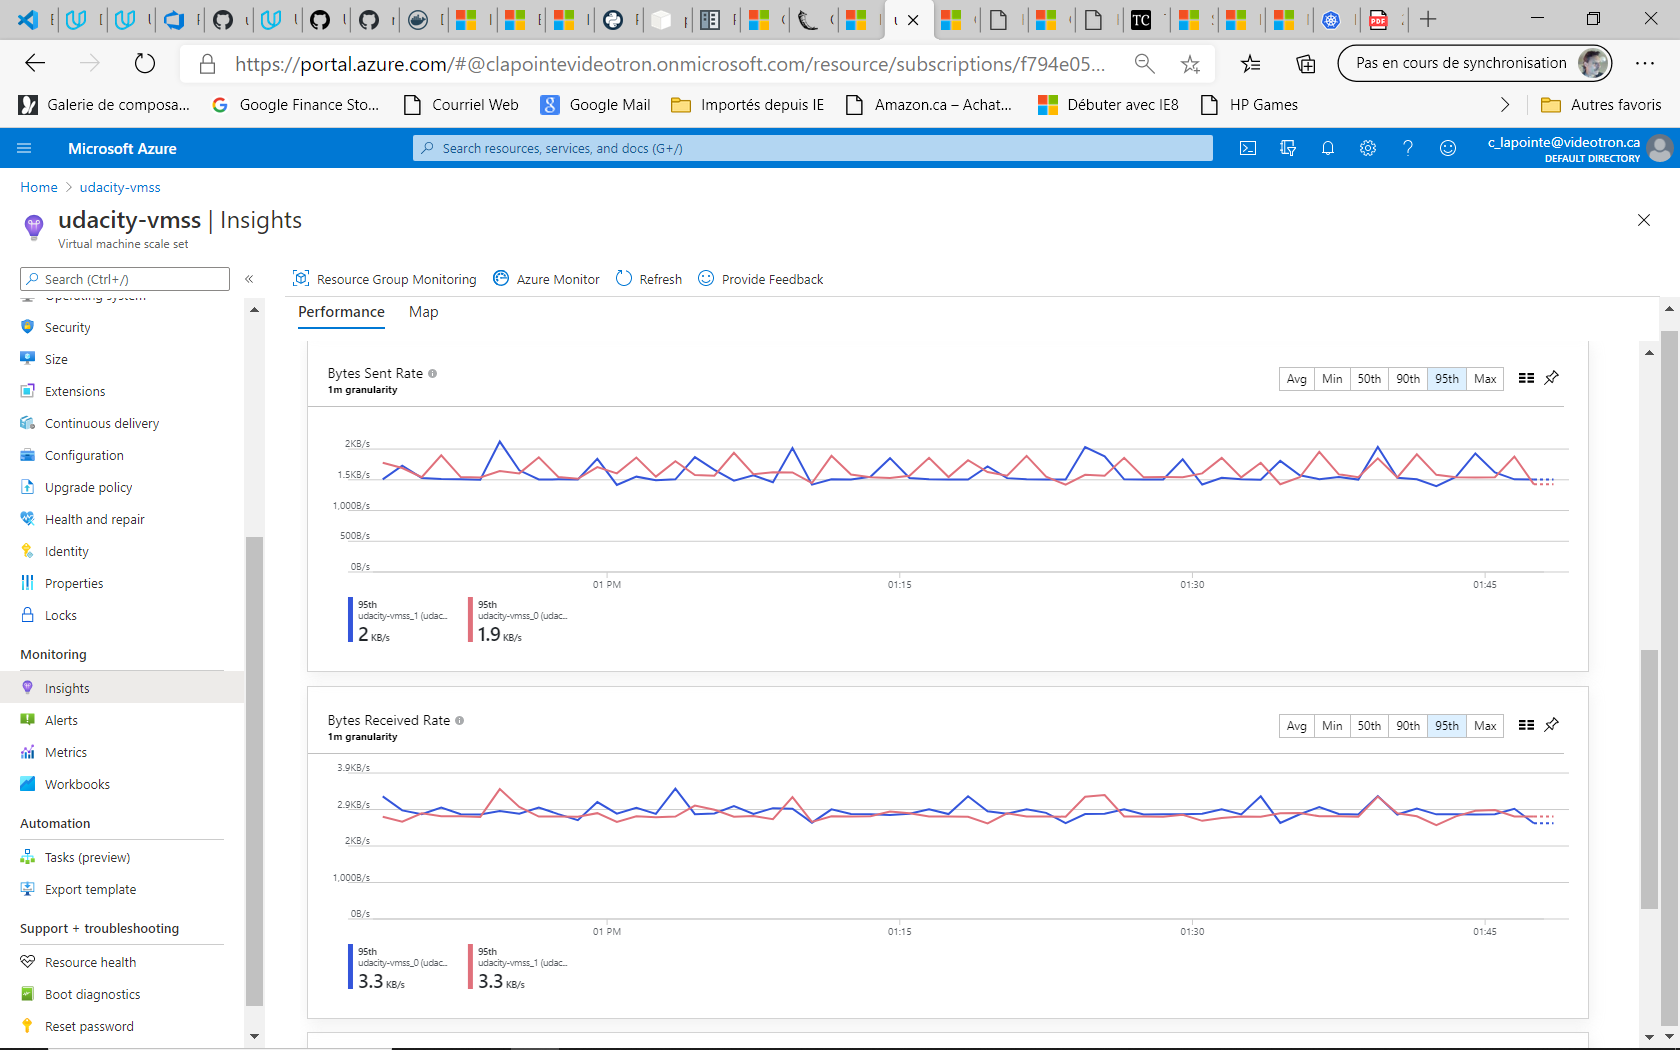 https://portal.azure.com/#@clapointevideotron.onmicrosoft.com/resource/subscriptions/f794e05...
Pas en cours de synchronisation
Galerie de composa...
Google Finance Sto...
Courriel Web
Google Mail
Importés depuis IE
Amazon.ca – Achat...
Débuter avec IE8
HP Games
Autres favoris
Microsoft Azure
Search resources, services, and docs (G+/)
c_lapointe@videotron.ca
DEFAULT DIRECTORY
Home > udacity-vmss
udacity-vmss | Insights
Virtual machine scale set
Search (Ctrl+/)
«
Resource Group Monitoring
Azure Monitor
Refresh
Provide Feedback
Operating system
Security
Size
Extensions
Continuous delivery
Configuration
Upgrade policy
Health and repair
Identity
Properties
Locks
Monitoring
Insights
Alerts
Metrics
Workbooks
Automation
Tasks (preview)
Export template
Support + troubleshooting
Resource health
Boot diagnostics
Reset password
Performance
Map
Bytes Sent Rate
1m granularity
Avg Min 50th 90th 95th Max
2KB/s
1.5KB/s
1,000B/s
500B/s
0B/s
01 PM
01:15
01:30
01:45
95th
udacity-vmss_1 (udac...
2 KB/s
95th
udacity-vmss_0 (udac...
1.9 KB/s
Bytes Received Rate
1m granularity
Avg Min 50th 90th 95th Max
3.9KB/s
2.9KB/s
2KB/s
1,000B/s
0B/s
01 PM
01:15
01:30
01:45
95th
udacity-vmss_0 (udac...
3.3 KB/s
95th
udacity-vmss_1 (udac...
3.3 KB/s